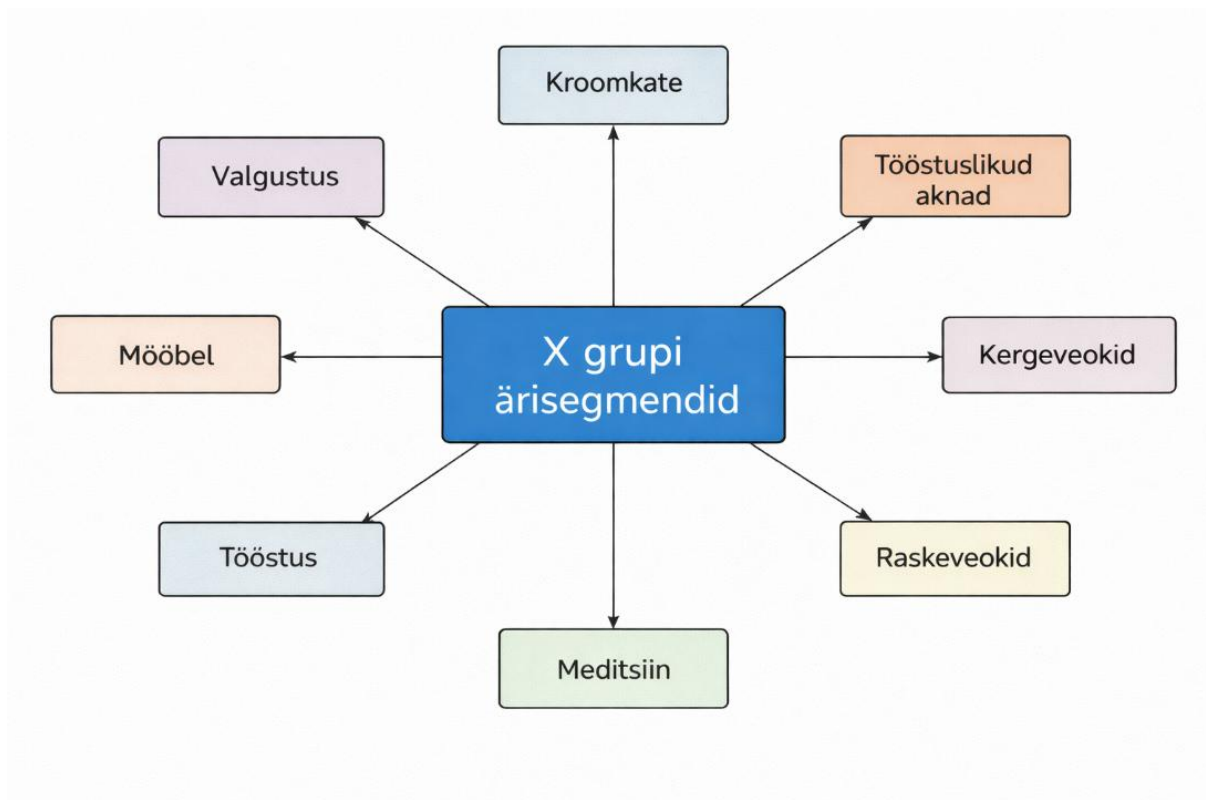 Kroomkate
Valgustus
Tööstuslikud
aknad
Mööbel
X grupi
ärisegmendid
Kergeveokid
Tööstus
Raskeveokid
Meditsiin